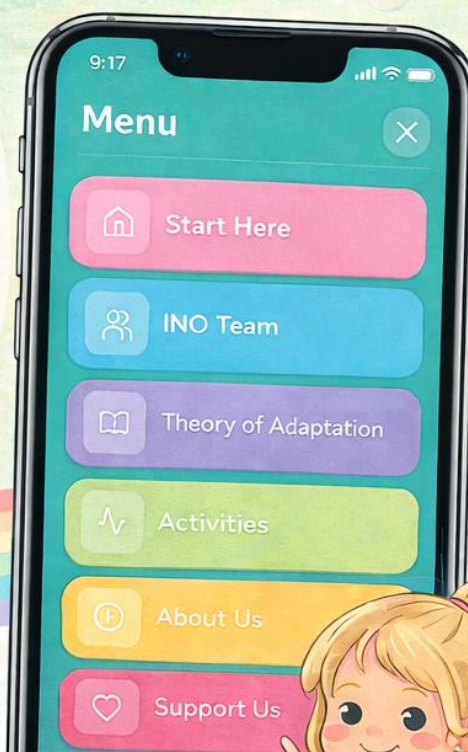 9:17
Menu
Start Here
INO Team
Theory of Adaptation
Activities
About Us
Support Us